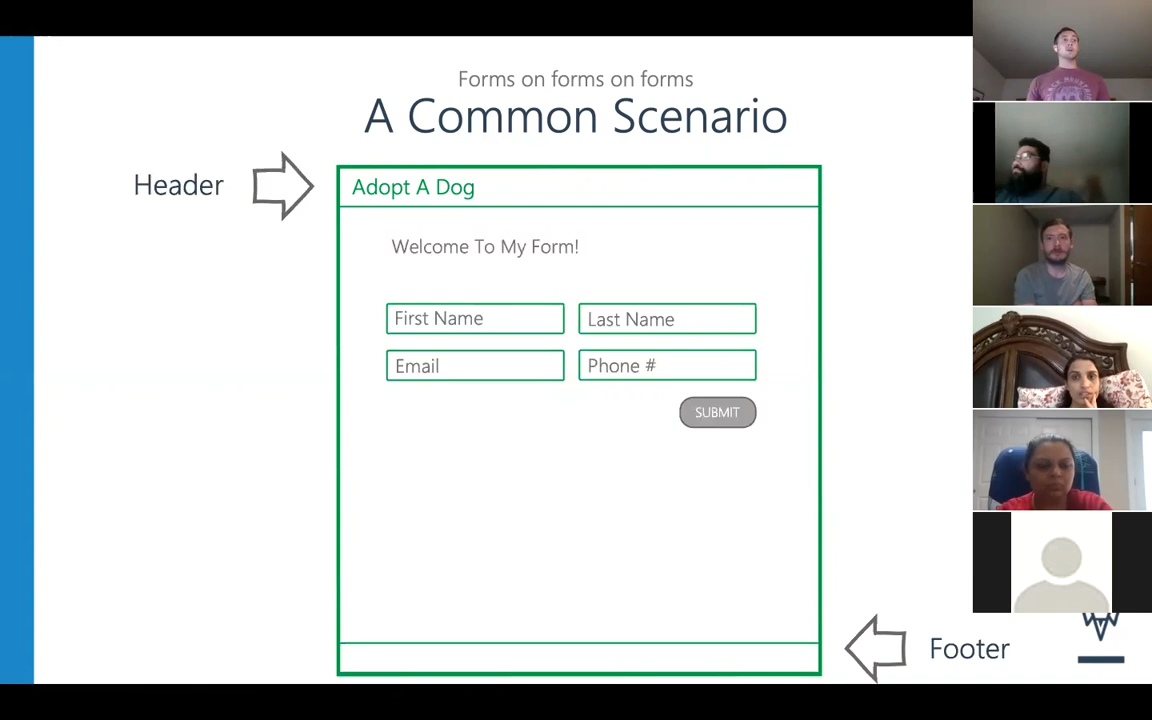 Forms on forms on forms
A Common Scenario
Header
Adopt A Dog
Welcome To My Form!
First Name
Last Name
Email
Phone #
SUBMIT
Footer